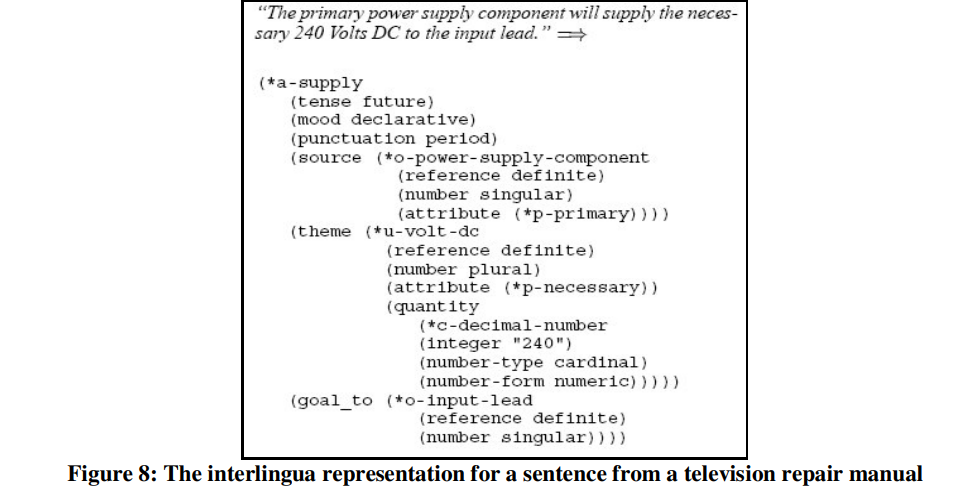 “The primary power supply component will supply the neces-
sary 240 Volts DC to the input lead.” ⟹
(*a-supply
(tense future)
(mood declarative)
(punctuation period)
(source (*o-power-supply-component
(reference definite)
(number singular)
(attribute (*p-primary))))
(theme (*u-volt-dc
(reference definite)
(number plural)
(attribute (*p-necessary))
(quantity
(*c-decimal-number
(integer "240")
(number-type cardinal)
(number-form numeric)))))
(goal_to (*o-input-lead
(reference definite)
(number singular))))
Figure 8: The interlingua representation for a sentence from a television repair manual